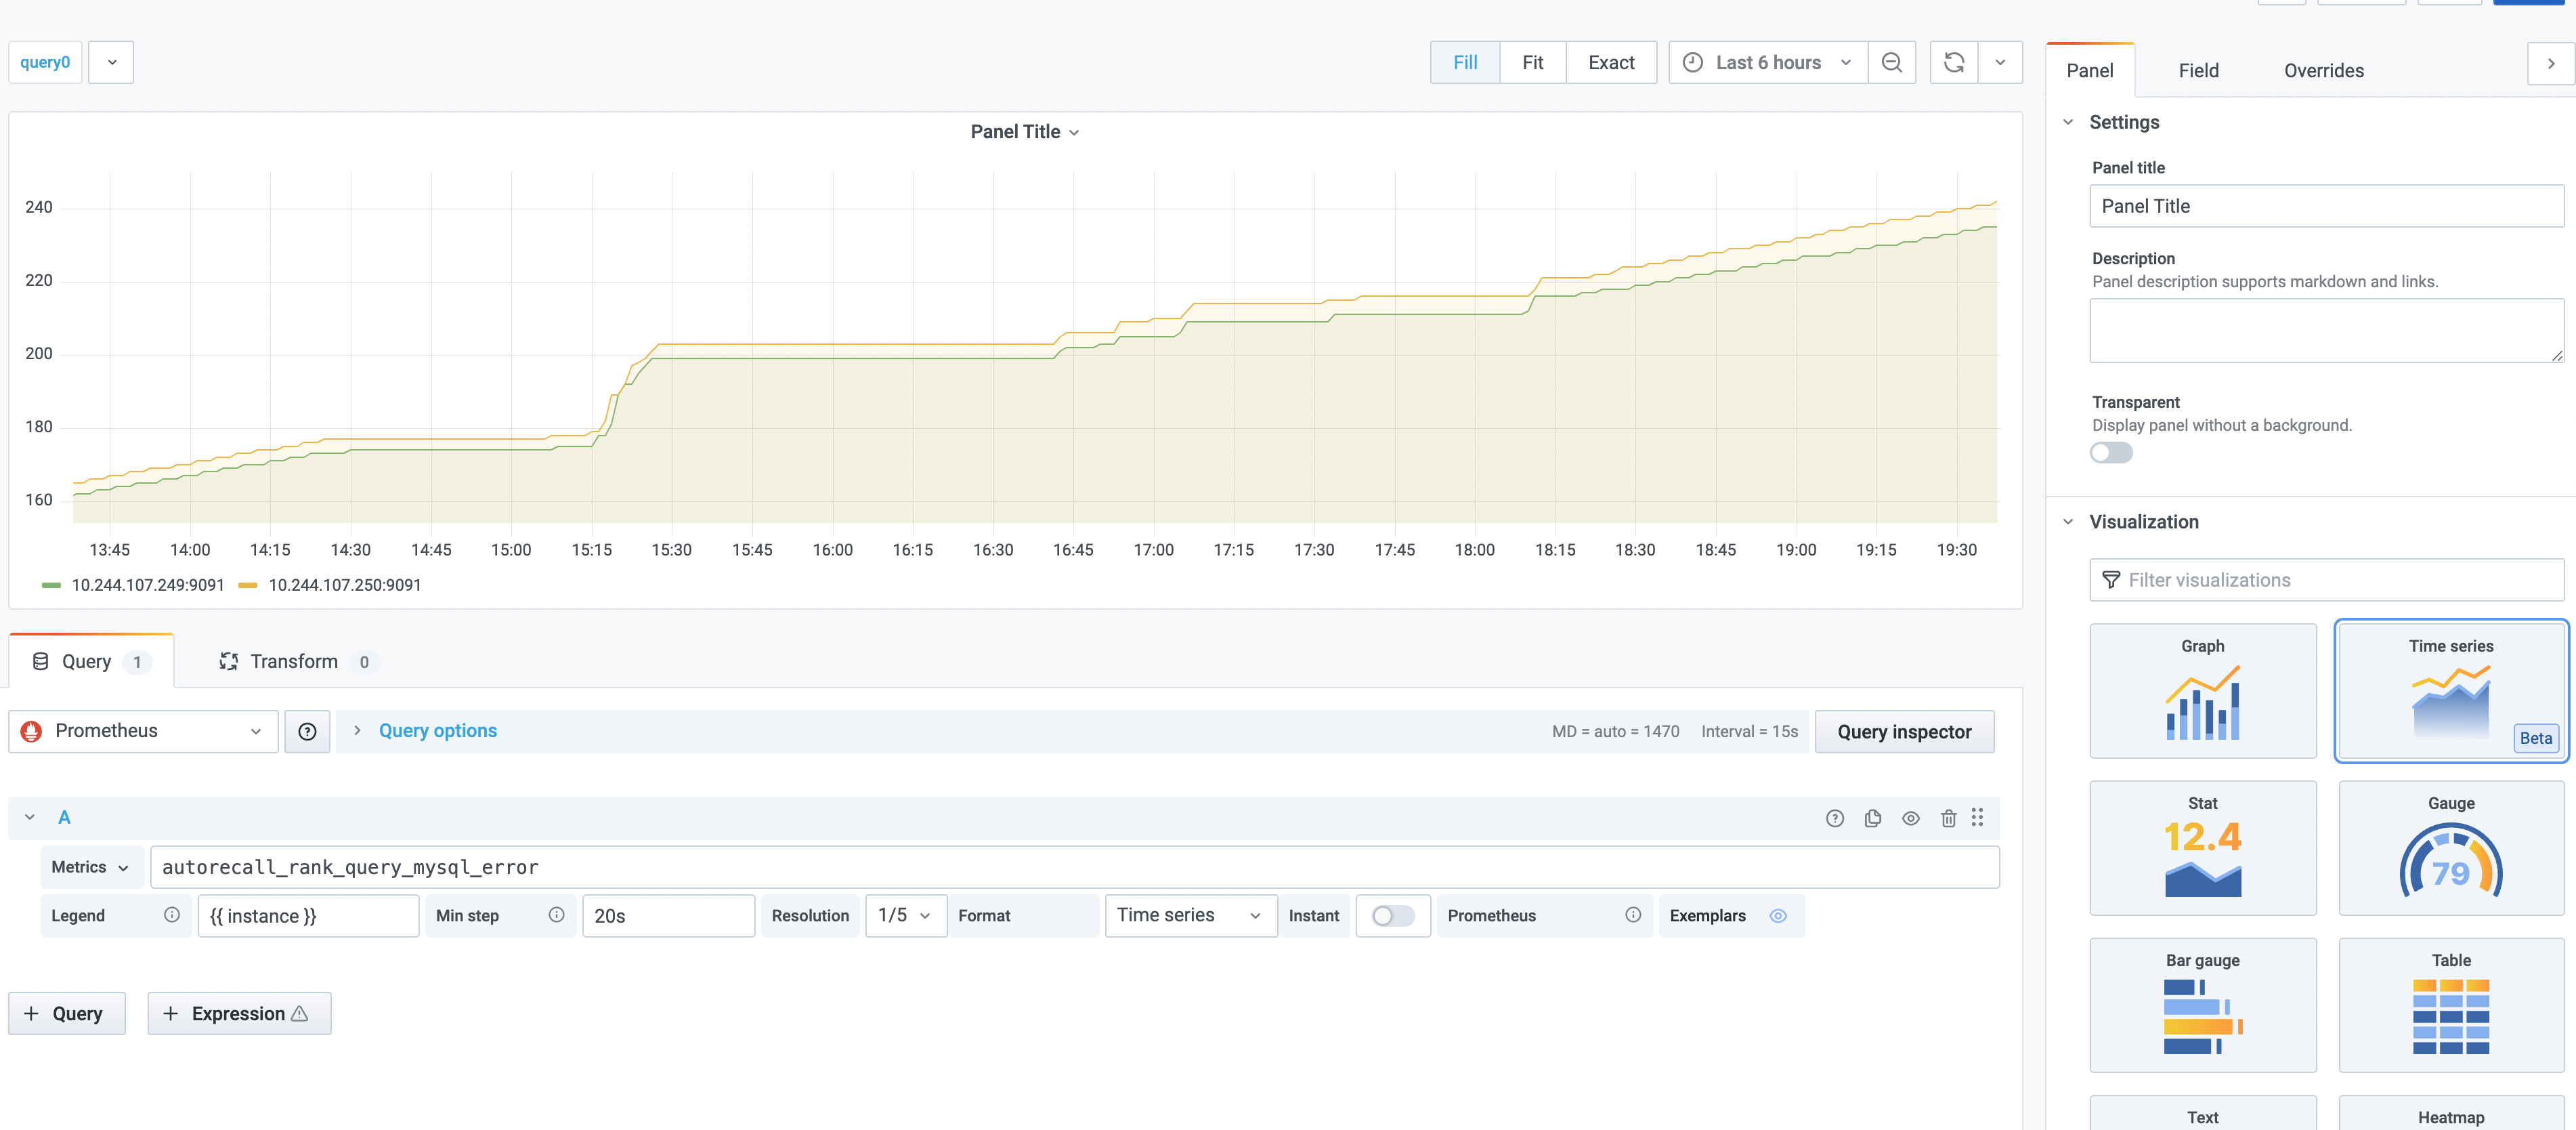 query0
Fill Fit Exact Last 6 hours
Panel Title
240
220
200
180
160
13:45 14:00 14:15 14:30 14:45 15:00 15:15 15:30 15:45 16:00 16:15 16:30 16:45 17:00 17:15 17:30 17:45 18:00 18:15 18:30 18:45 19:00 19:15 19:30
10.244.107.249:9091 10.244.107.250:9091
Query 1 Transform 0
Prometheus Query options MD = auto = 1470 Interval = 15s Query inspector
A
Metrics autorecall_rank_query_mysql_error
Legend {{ instance }} Min step 20s Resolution 1/5 Format Time series Instant Prometheus Exemplars
+ Query + Expression
Panel Field Overrides
Settings
Panel title
Panel Title
Description
Panel description supports markdown and links.
Transparent
Display panel without a background.
Visualization
Filter visualizations
Graph Time series
Beta
Stat Gauge
12.4 79
Bar gauge Table
Text Heatmap